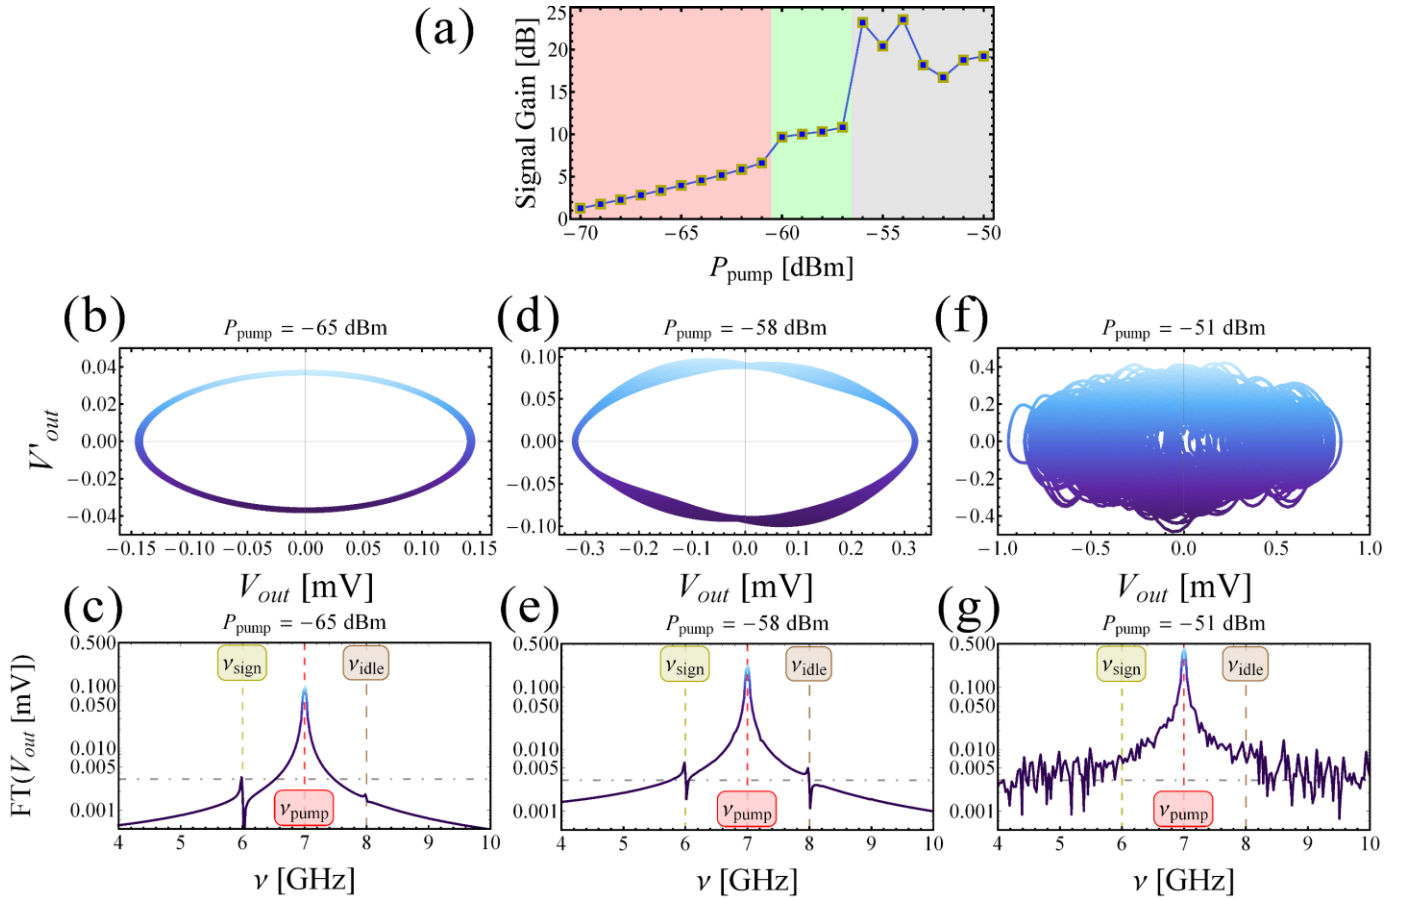 (a)
Signal Gain [dB]
25
20
15
10
5
0
−70 −65 −60 −55 −50
P_pump [dBm]
(b) (d) (f)
P_pump = −65 dBm P_pump = −58 dBm P_pump = −51 dBm
V'_out
0.04
0.02
0.00
−0.02
−0.04
−0.15 −0.10 −0.05 0.00 0.05 0.10 0.15
V_out [mV]
0.10
0.05
0.00
−0.05
−0.10
−0.3 −0.2 −0.1 0.0 0.1 0.2 0.3
V_out [mV]
0.4
0.2
0.0
−0.2
−0.4
−1.0 −0.5 0.0 0.5 1.0
V_out [mV]
(c) (e) (g)
P_pump = −65 dBm P_pump = −58 dBm P_pump = −51 dBm
FT(V_out [mV])
0.500
0.100
0.050
0.010
0.005
0.001
ν_sign ν_idle
ν_pump
4 5 6 7 8 9 10
ν [GHz]
0.500
0.100
0.050
0.010
0.005
0.001
ν_sign ν_idle
ν_pump
4 5 6 7 8 9 10
ν [GHz]
0.500
0.100
0.050
0.010
0.005
0.001
ν_sign ν_idle
ν_pump
4 5 6 7 8 9 10
ν [GHz]